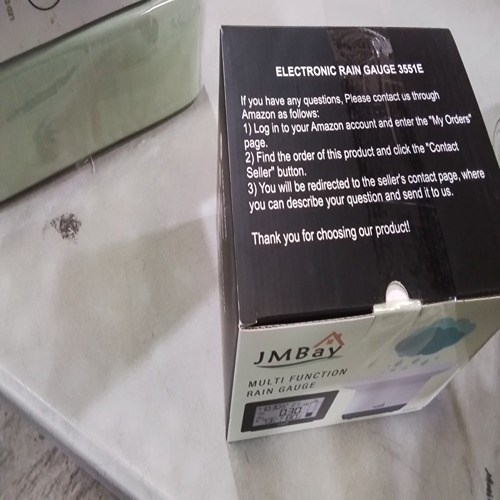 ELECTRONIC RAIN GAUGE 3551E
If you have any questions, Please contact us through
Amazon as follows:
1) Log in to your Amazon account and enter the "My Orders"
page.
2) Find the order of this product and click the "Contact
Seller" button.
3) You will be redirected to the seller's contact page, where
you can describe your question and send it to us.
Thank you for choosing our product!
JMBay
MULTI FUNCTION
RAIN GAUGE